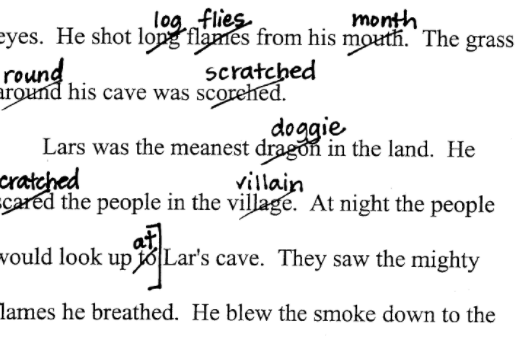 log flies month
eyes. He shot long flames from his mouth. The grass
round scratched
around his cave was scorched.
doggie
Lars was the meanest dragon in the land. He
cratched villain
scared the people in the village. At night the people
at
would look up to] Lar's cave. They saw the mighty
lames he breathed. He blew the smoke down to the